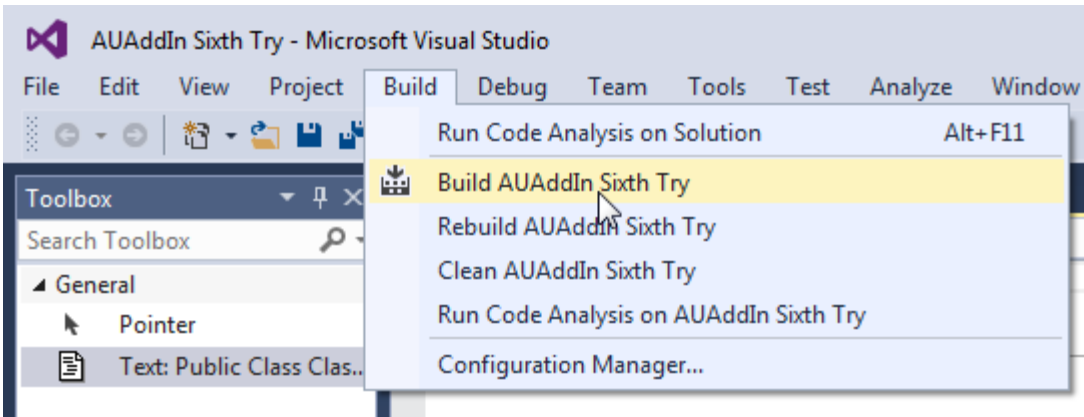 AUAddIn Sixth Try - Microsoft Visual Studio
File Edit View Project Build Debug Team Tools Test Analyze Window
Run Code Analysis on Solution Alt+F11
Build AUAddIn Sixth Try
Toolbox
Rebuild AUAddIn Sixth Try
Search Toolbox
Clean AUAddIn Sixth Try
General
Run Code Analysis on AUAddIn Sixth Try
Pointer
Text: Public Class Clas...
Configuration Manager...